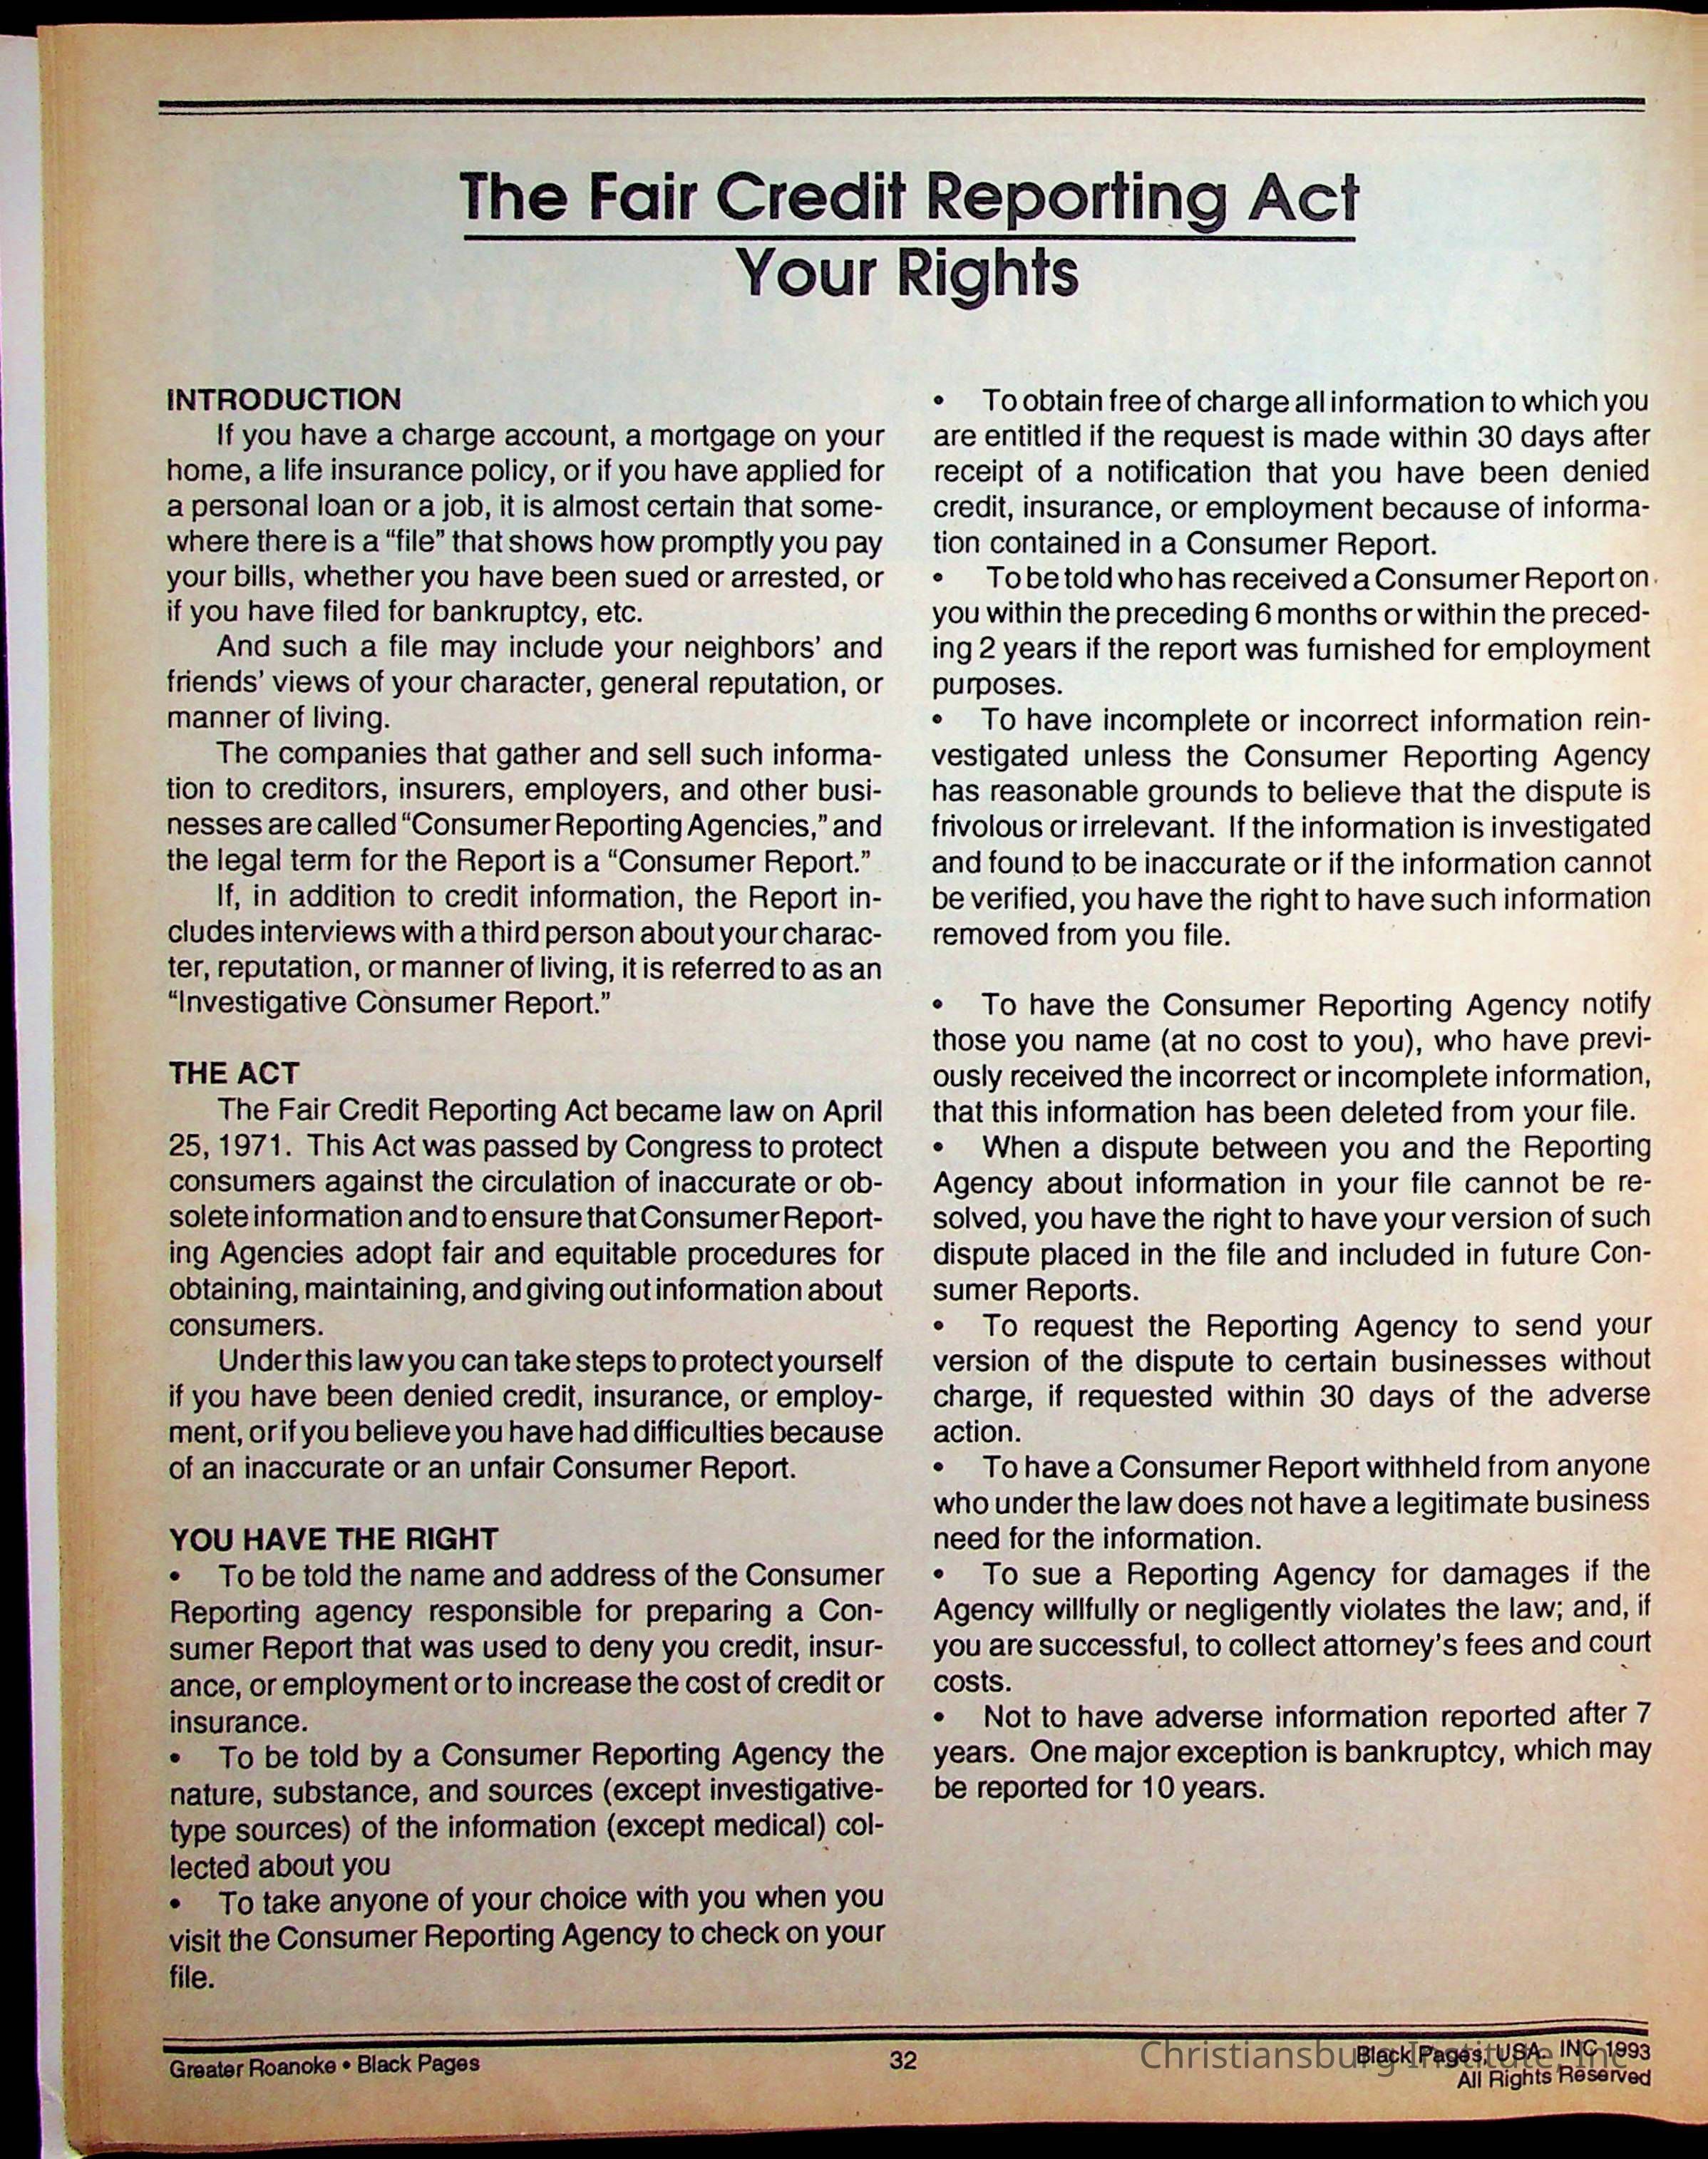 The Fair Credit Reporting Act
Your Rights
INTRODUCTION
If you have a charge account, a mortgage on your
home, a life insurance policy, or if you have applied for
a personal loan or a job, it is almost certain that some-
where there is a “file” that shows how promptly you pay
your bills, whether you have been sued or arrested, or
if you have filed for bankruptcy, etc.
And such a file may include your neighbors’ and
friends’ views of your character, general reputation, or
manner of living.
The companies that gather and sell such informa-
tion to creditors, insurers, employers, and other busi-
nesses are called “Consumer Reporting Agencies,” and
the legal term for the Report is a “Consumer Report.”
If, in addition to credit information, the Report in-
cludes interviews with a third person about your charac-
ter, reputation, or manner of living, it is referred to as an
“Investigative Consumer Report.”
THE ACT
The Fair Credit Reporting Act became law on April
25, 1971. This Act was passed by Congress to protect
consumers against the circulation of inaccurate or ob-
solete information and to ensure that Consumer Report-
ing Agencies adopt fair and equitable procedures for
obtaining, maintaining, and giving out information about
consumers.
Under this law you can take steps to protect yourself
if you have been denied credit, insurance, or employ-
ment, or if you believe you have had difficulties because
of an inaccurate or an unfair Consumer Report.
YOU HAVE THE RIGHT
• To be told the name and address of the Consumer
Reporting agency responsible for preparing a Con-
sumer Report that was used to deny you credit, insur-
ance, or employment or to increase the cost of credit or
insurance.
• To be told by a Consumer Reporting Agency the
nature, substance, and sources (except investigative-
type sources) of the information (except medical) col-
lected about you
• To take anyone of your choice with you when you
visit the Consumer Reporting Agency to check on your
file.
• To obtain free of charge all information to which you
are entitled if the request is made within 30 days after
receipt of a notification that you have been denied
credit, insurance, or employment because of informa-
tion contained in a Consumer Report.
• To be told who has received a Consumer Report on
you within the preceding 6 months or within the preced-
ing 2 years if the report was furnished for employment
purposes.
• To have incomplete or incorrect information rein-
vestigated unless the Consumer Reporting Agency
has reasonable grounds to believe that the dispute is
frivolous or irrelevant. If the information is investigated
and found to be inaccurate or if the information cannot
be verified, you have the right to have such information
removed from you file.
• To have the Consumer Reporting Agency notify
those you name (at no cost to you), who have previ-
ously received the incorrect or incomplete information,
that this information has been deleted from your file.
• When a dispute between you and the Reporting
Agency about information in your file cannot be re-
solved, you have the right to have your version of such
dispute placed in the file and included in future Con-
sumer Reports.
• To request the Reporting Agency to send your
version of the dispute to certain businesses without
charge, if requested within 30 days of the adverse
action.
• To have a Consumer Report withheld from anyone
who under the law does not have a legitimate business
need for the information.
• To sue a Reporting Agency for damages if the
Agency willfully or negligently violates the law; and, if
you are successful, to collect attorney’s fees and court
costs.
• Not to have adverse information reported after 7
years. One major exception is bankruptcy, which may
be reported for 10 years.
Greater Roanoke • Black Pages
32
Black Pages, USA. INC 1993
All Rights Reserved
Christiansburg Institute, Inc